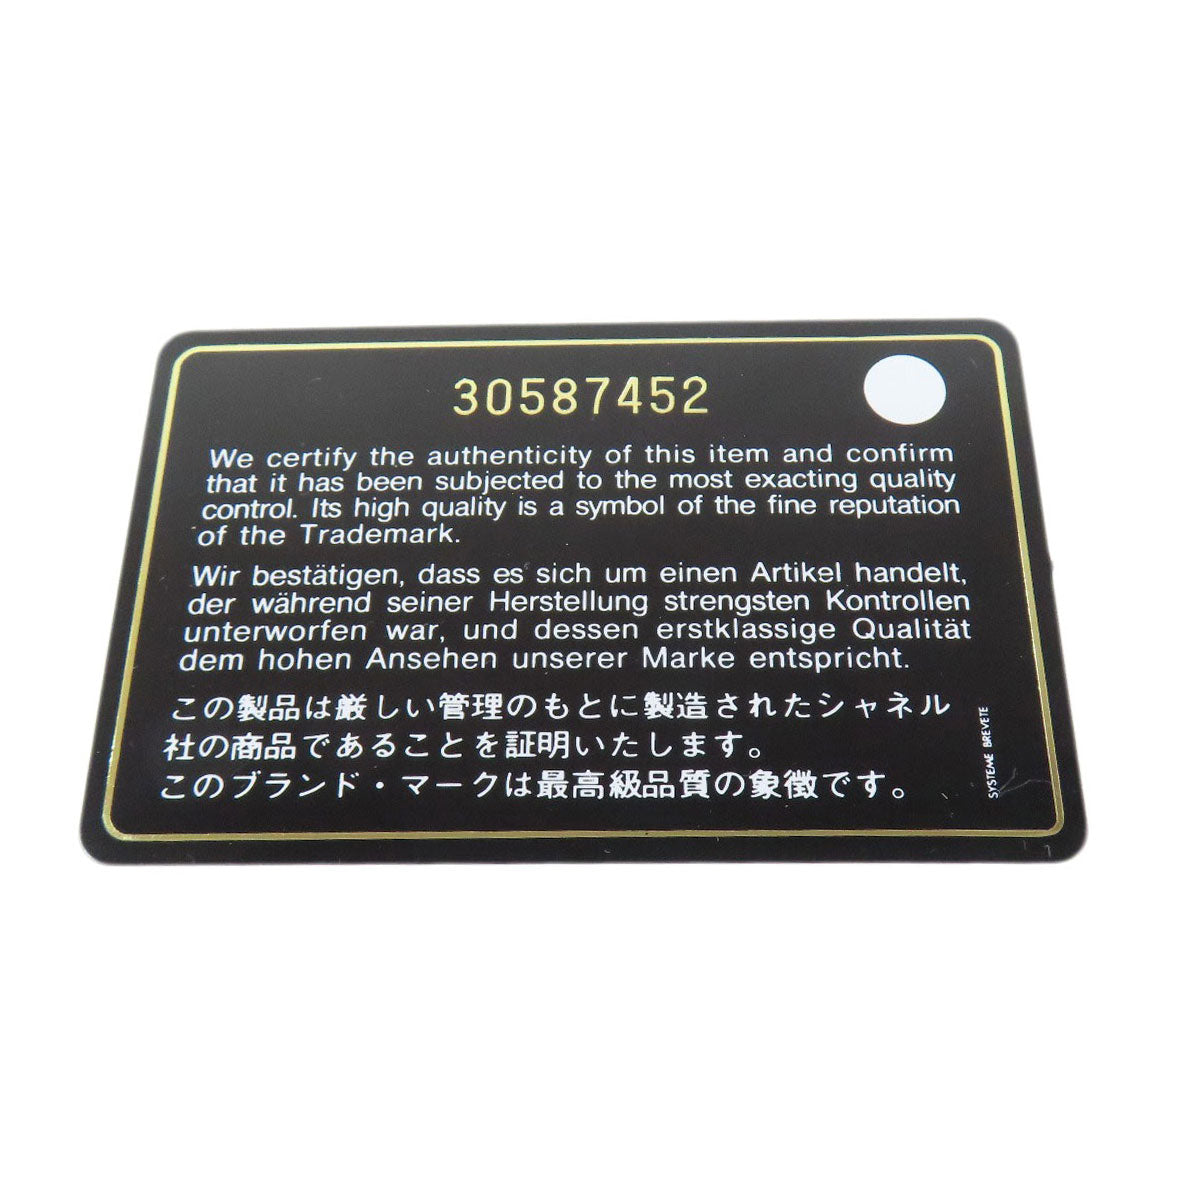 30587452
We certify the authenticity of this item and confirm
that it has been subjected to the most exacting quality
control. Its high quality is a symbol of the fine reputation
of the Trademark.
Wir bestätigen, dass es sich um einen Artikel handelt,
der während seiner Herstellung strengsten Kontrollen
unterworfen war, und dessen erstklassige Qualität
dem hohen Ansehen unserer Marke entspricht.
この製品は厳しい管理のもとに製造されたシャネル
社の商品であることを証明いたします。
このブランド・マークは最高級品質の象徴です。
SYSTEME BREVETE